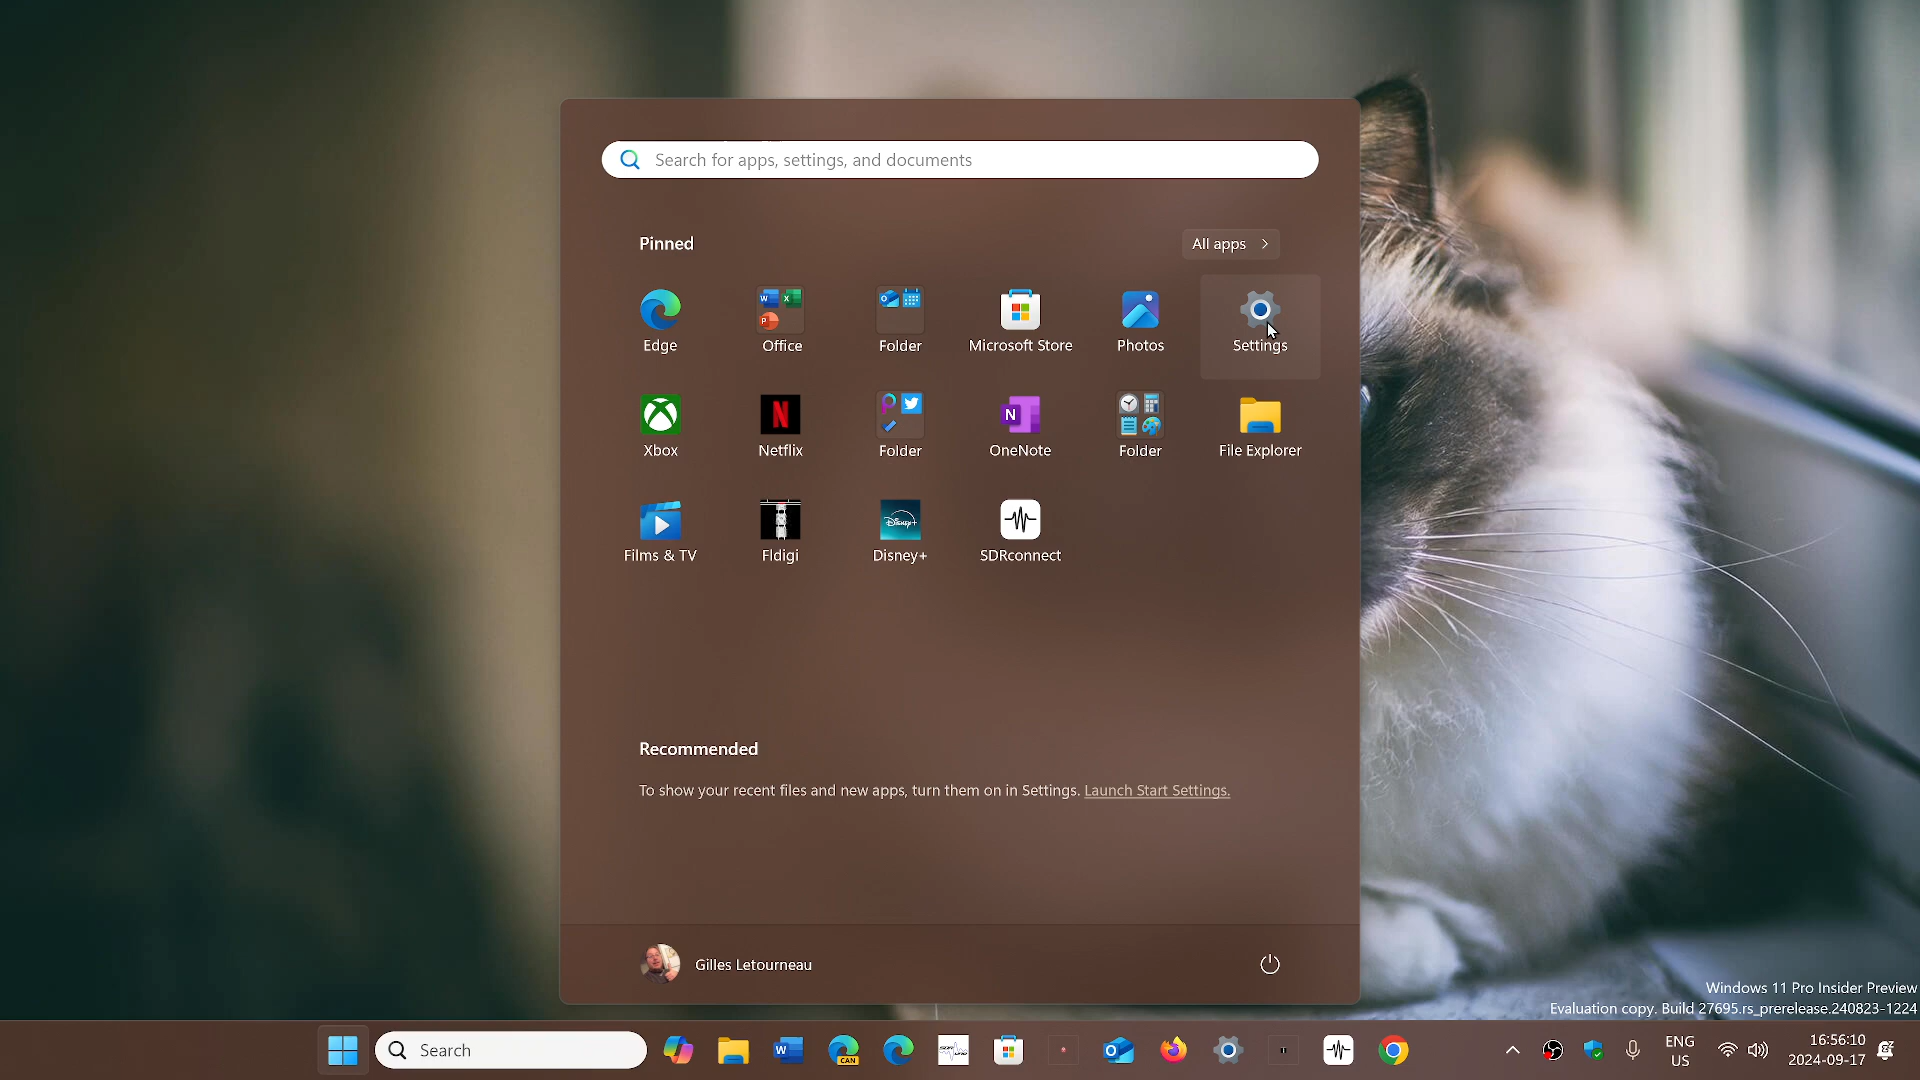 Search for apps, settings, and documents
Pinned
All apps
Edge
Office
Folder
Microsoft Store
Photos
Settings
Xbox
Netflix
Folder
OneNote
Folder
File Explorer
Films & TV
Fldigi
Disney+
SDRconnect
Recommended
To show your recent files and new apps, turn them on in Settings. Launch Start Settings.
Gilles Letourneau
Windows 11 Pro Insider Preview
Evaluation copy. Build 27695.rs_prerelease.240823-1224
Search
CAN
ENG
US
16:56:10
2024-09-17